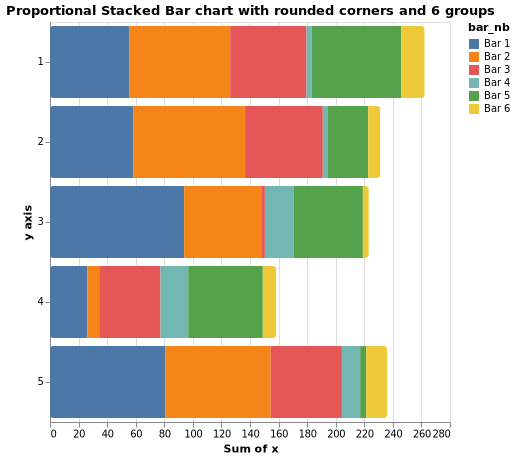 Proportional Stacked Bar chart with rounded corners and 6 groups
bar_nb
Bar 1
Bar 2
Bar 3
Bar 4
Bar 5
Bar 6
y axis
1
2
3
4
5
0 20 40 60 80 100 120 140 160 180 200 220 240 260 280
Sum of x